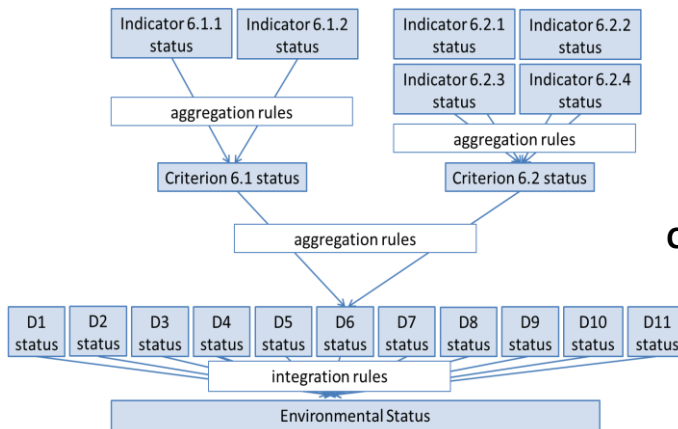 Indicator 6.1.1 status
Indicator 6.1.2 status
Indicator 6.2.1 status
Indicator 6.2.2 status
Indicator 6.2.3 status
Indicator 6.2.4 status
aggregation rules
aggregation rules
Criterion 6.1 status
Criterion 6.2 status
aggregation rules
D1 status
D2 status
D3 status
D4 status
D5 status
D6 status
D7 status
D8 status
D9 status
D10 status
D11 status
integration rules
Environmental Status